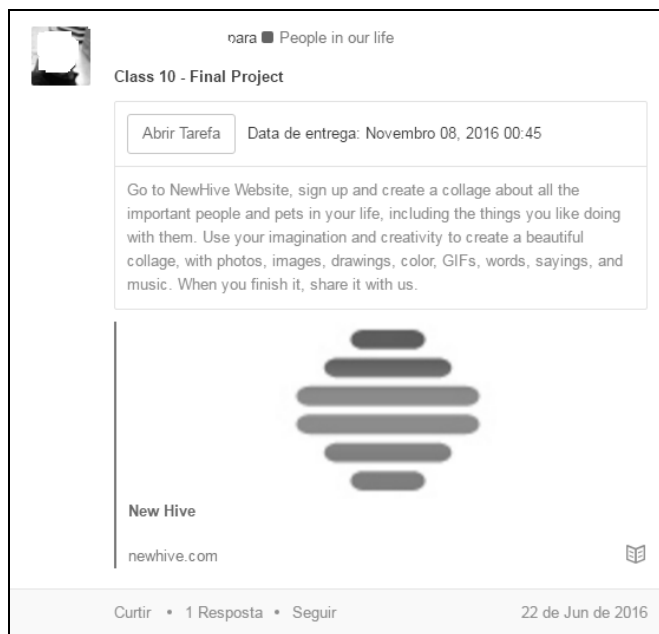 para People in our life
Class 10 - Final Project
Abrir Tarefa Data de entrega: Novembro 08, 2016 00:45
Go to NewHive Website, sign up and create a collage about all the
important people and pets in your life, including the things you like doing
with them. Use your imagination and creativity to create a beautiful
collage, with photos, images, drawings, color, GIFs, words, sayings, and
music. When you finish it, share it with us.
New Hive
newhive.com
Curtir • 1 Resposta • Seguir 22 de Jun de 2016